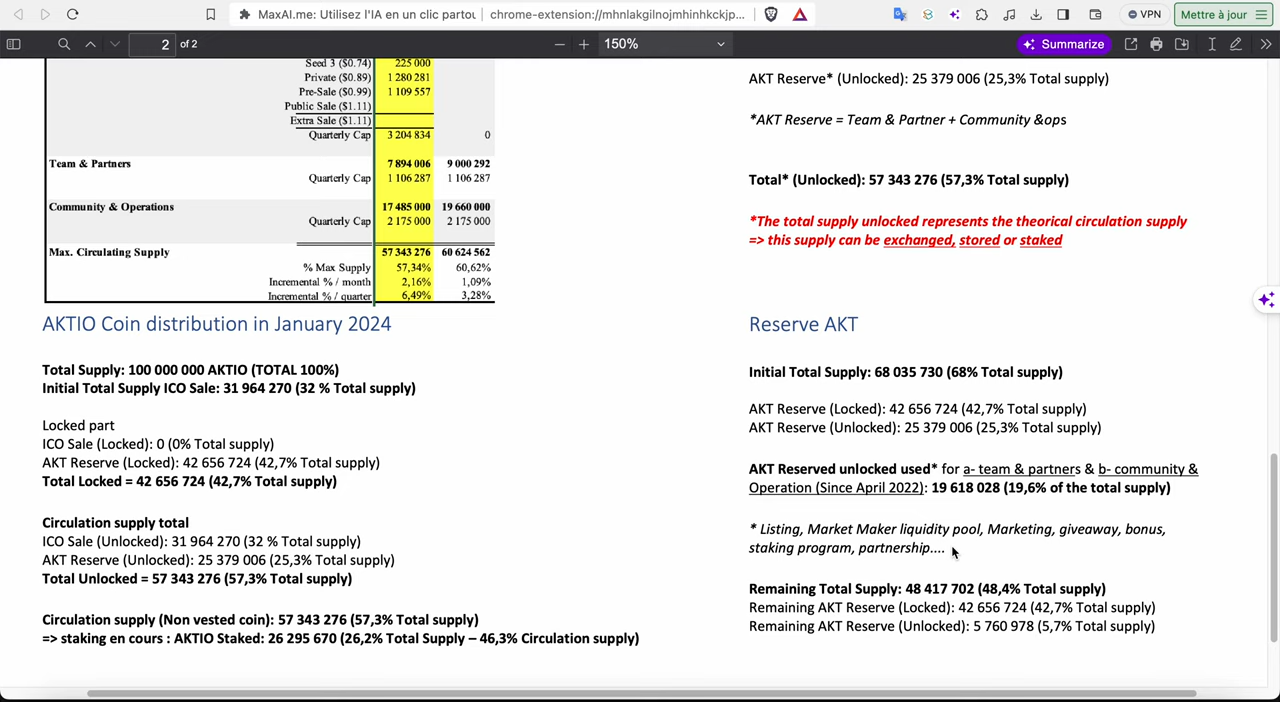 MaxAI.me: Utilisez l'IA en un clic partou
chrome-extension://mhnlakgilnojmhinhkckjp...
VPN
Mettre à jour
2 of 2
150%
Summarize
Seed 3 ($0.74) 225 000
Private ($0.89) 1 280 281
Pre-Sale ($0.99) 1 109 557
Public Sale ($1.11)
Extra Sale ($1.11)
Quarterly Cap 3 204 834 0
Team & Partners 7 894 006 9 000 292
Quarterly Cap 1 106 287 1 106 287
Community & Operations 17 485 000 19 660 000
Quarterly Cap 2 175 000 2 175 000
Max. Circulating Supply 57 343 276 60 624 562
% Max Supply 57,34% 60,62%
Incremental % / month 2,16% 1,09%
Incremental % / quarter 6,49% 3,28%
AKT Reserve* (Unlocked): 25 379 006 (25,3% Total supply)
*AKT Reserve = Team & Partner + Community &ops
Total* (Unlocked): 57 343 276 (57,3% Total supply)
*The total supply unlocked represents the theorical circulation supply
=> this supply can be exchanged, stored or staked
AKTIO Coin distribution in January 2024
Total Supply: 100 000 000 AKTIO (TOTAL 100%)
Initial Total Supply ICO Sale: 31 964 270 (32 % Total supply)
Locked part
ICO Sale (Locked): 0 (0% Total supply)
AKT Reserve (Locked): 42 656 724 (42,7% Total supply)
Total Locked = 42 656 724 (42,7% Total supply)
Circulation supply total
ICO Sale (Unlocked): 31 964 270 (32 % Total supply)
AKT Reserve (Unlocked): 25 379 006 (25,3% Total supply)
Total Unlocked = 57 343 276 (57,3% Total supply)
Circulation supply (Non vested coin): 57 343 276 (57,3% Total supply)
=> staking en cours : AKTIO Staked: 26 295 670 (26,2% Total Supply – 46,3% Circulation supply)
Reserve AKT
Initial Total Supply: 68 035 730 (68% Total supply)
AKT Reserve (Locked): 42 656 724 (42,7% Total supply)
AKT Reserve (Unlocked): 25 379 006 (25,3% Total supply)
AKT Reserved unlocked used* for a- team & partners & b- community &
Operation (Since April 2022): 19 618 028 (19,6% of the total supply)
* Listing, Market Maker liquidity pool, Marketing, giveaway, bonus,
staking program, partnership....
Remaining Total Supply: 48 417 702 (48,4% Total supply)
Remaining AKT Reserve (Locked): 42 656 724 (42,7% Total supply)
Remaining AKT Reserve (Unlocked): 5 760 978 (5,7% Total supply)